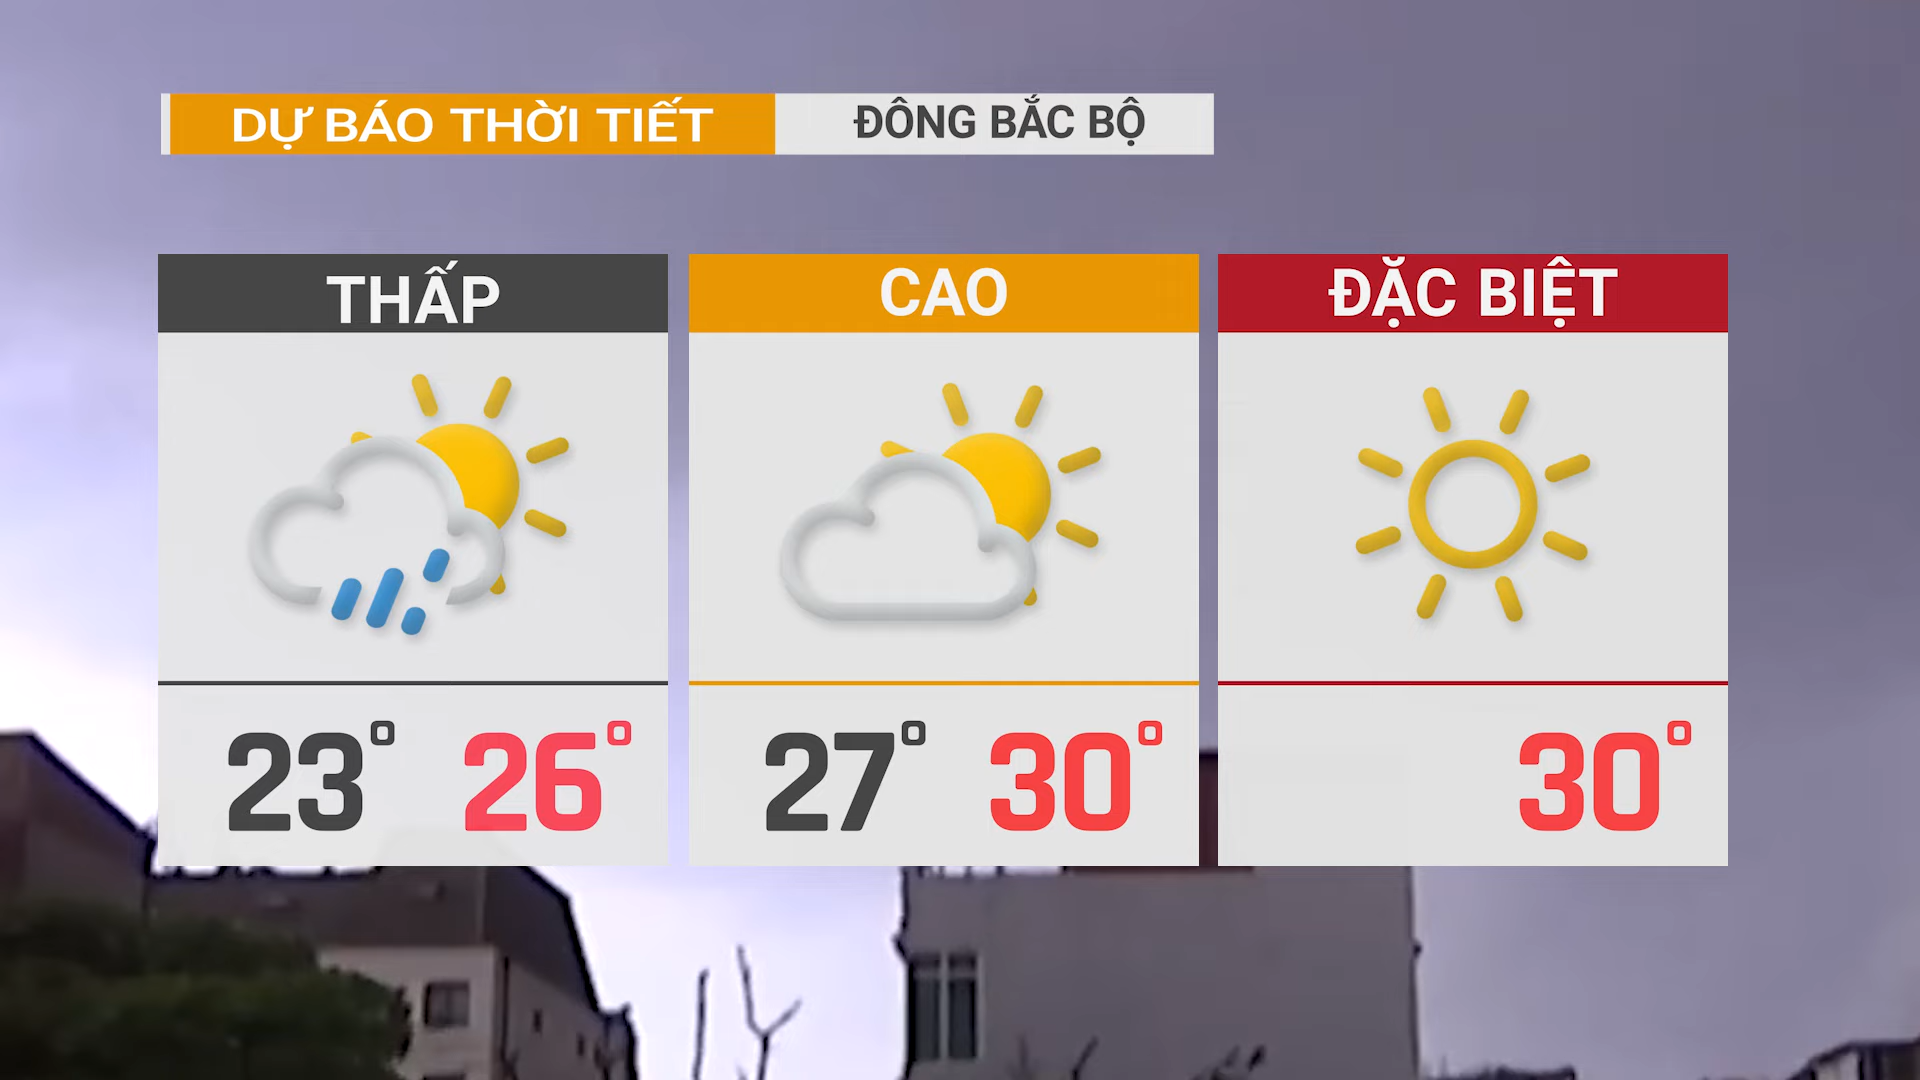 DỰ BÁO THỜI TIẾT
ĐÔNG BẮC BỘ
THẤP
CAO
ĐẶC BIỆT
23° 26°
27° 30°
30°